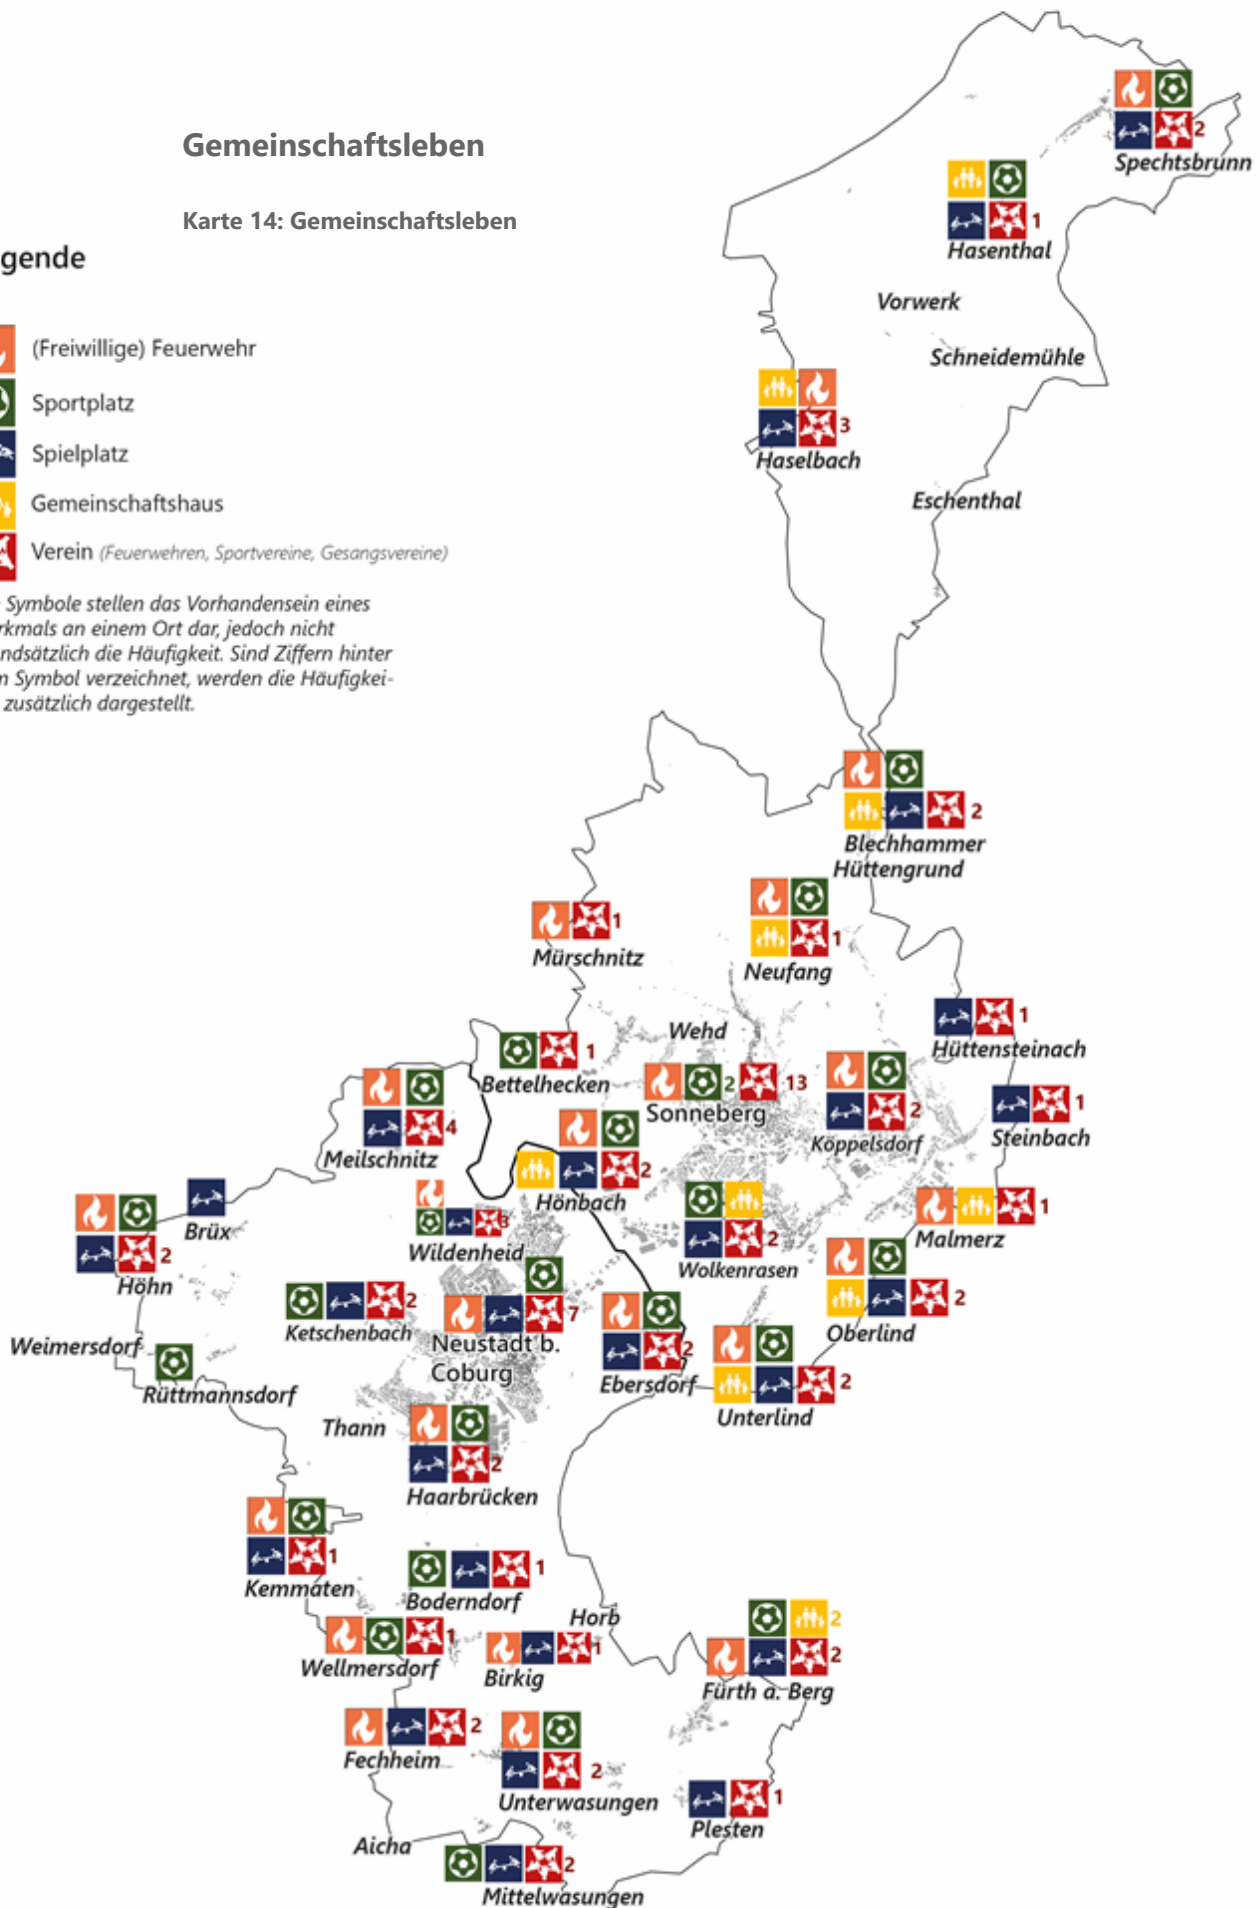 Gemeinschaftsleben
Karte 14: Gemeinschaftsleben
gende
(Freiwillige) Feuerwehr
Sportplatz
Spielplatz
Gemeinschaftshaus
Verein (Feuerwehren, Sportvereine, Gesangsvereine)
Symbole stellen das Vorhandensein eines
rkmals an einem Ort dar, jedoch nicht
ndsätzlich die Häufigkeit. Sind Ziffern hinter
m Symbol verzeichnet, werden die Häufigkei-
zusätzlich dargestellt.
2
Spechtsbrunn
1
Hasenthal
Vorwerk
Schneidemühle
3
Haselbach
Eschenthal
2
Blechhammer
Hüttengrund
1
Mürschnitz
1
Neufang
1
Hüttensteinach
Wehd
1
Bettelhecken
2 13
Sonneberg
2
Köppelsdorf
1
Steinbach
4
Meilschnitz
2
Hönbach
Brüx
3
Wildenheid
2
Wolkenrasen
1
Malmerz
2
Höhn
2
Ketschenbach
7
Neustadt b.
Coburg
2
Oberlind
Weimersdorf
Rüttmannsdorf
2
Ebersdorf
2
Unterlind
Thann
2
Haarbrücken
1
Kemmaten
1
Boderndorf
Horb
1
Wellmersdorf
1
Birkig
2
2
Fürth a. Berg
2
Fechheim
2
Unterwasungen
1
Plesten
Aicha
2
Mittelwasungen